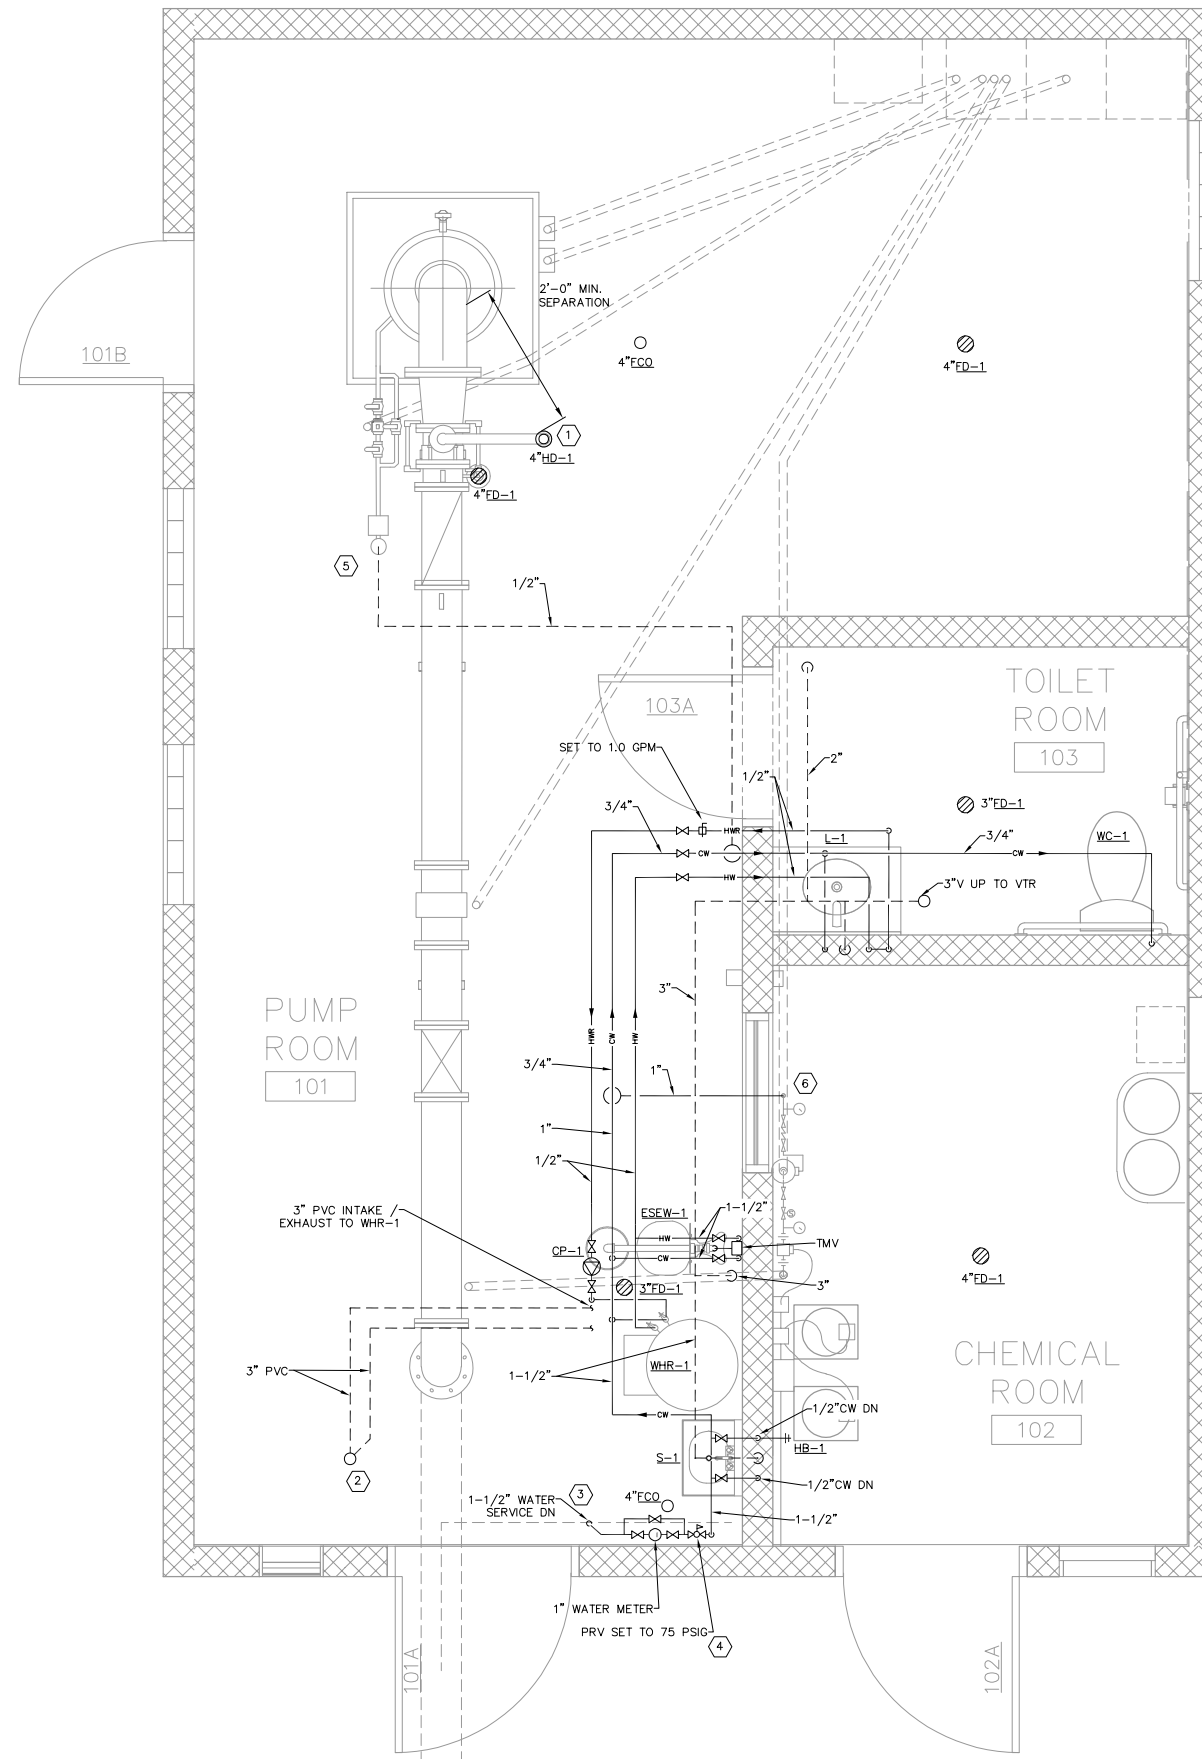 2'-0" MIN.
SEPARATION
101B
4"FCO
4"FD-1
1
4"HD-1
4"FD-1
5
1/2"
TOILET
ROOM
103
103A
SET TO 1.0 GPM
2"
1/2"
3/4"
3"FD-1
HWR
L-1
3/4"
WC-1
CW
CW
HW
3"V UP TO VTR
3"
PUMP
ROOM
101
HWR
CW
HW
3/4"
1"
6
1"
1/2"
3" PVC INTAKE /
EXHAUST TO WHR-1
ESEW-1
1-1/2"
HW
TMV
CP-1
CW
4"FD-1
3"FD-1
3"
WHR-1
3" PVC
1-1/2"
CHEMICAL
ROOM
102
1/2"CW DN
CW
HB-1
S-1
2
1/2"CW DN
3
4"FCO
1-1/2" WATER
SERVICE DN
1-1/2"
1" WATER METER
PRV SET TO 75 PSIG
4
101A
102A